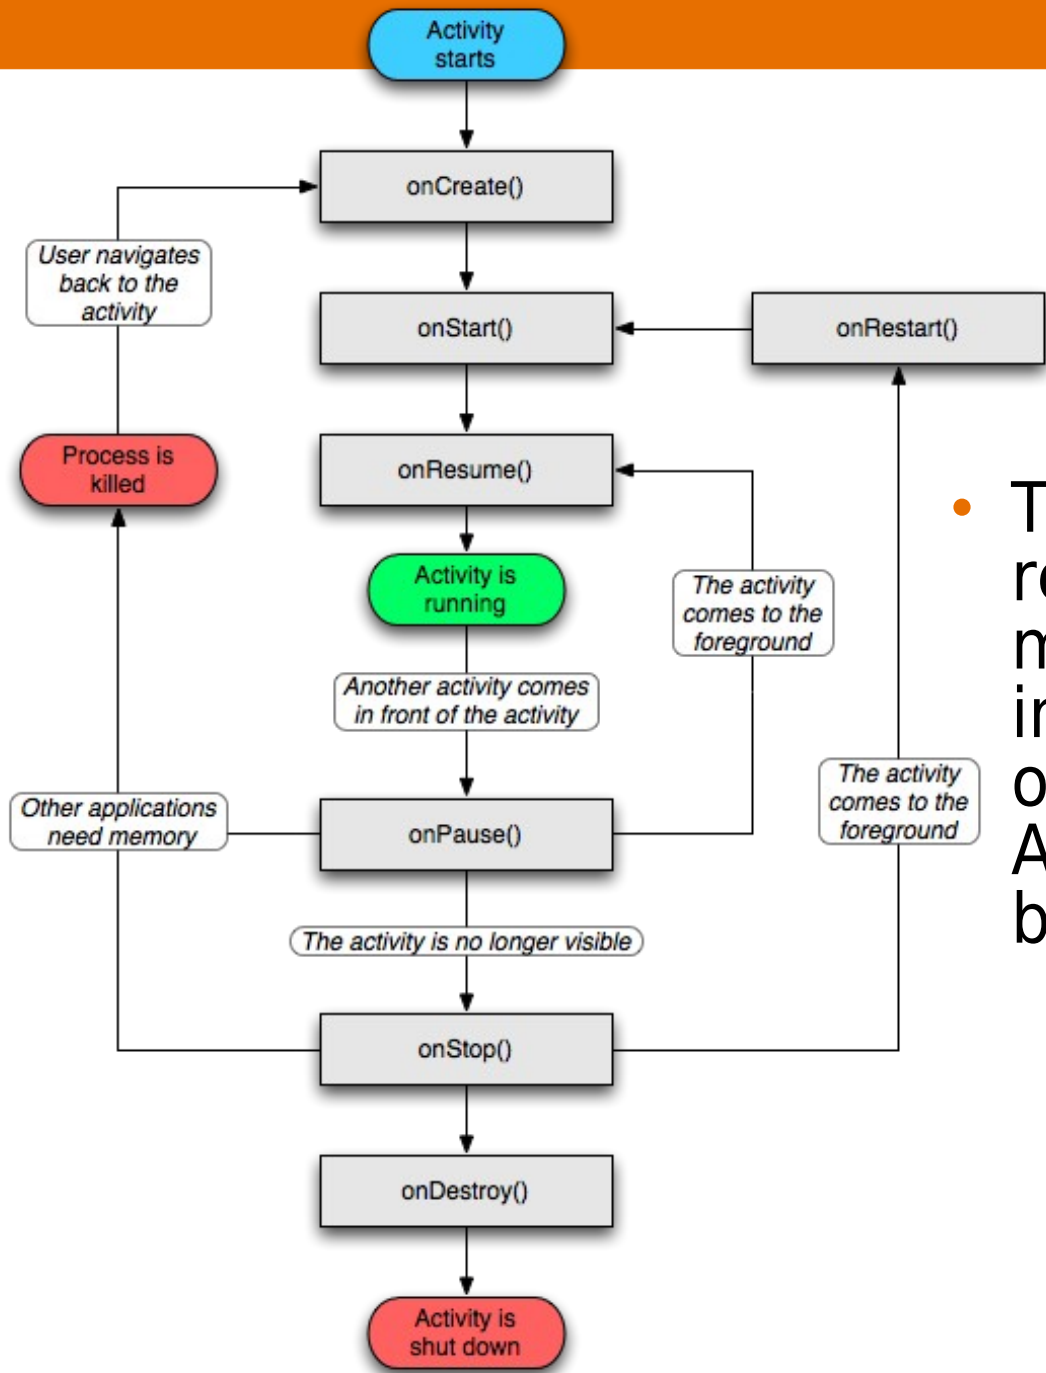 Activity
starts
onCreate()
User navigates
back to the
activity
onStart()
onRestart()
Process is
killed
onResume()
Activity is
running
The activity
comes to the
foreground
Another activity comes
in front of the activity
Other applications
need memory
onPause()
The activity
comes to the
foreground
The activity is no longer visible
onStop()
onDestroy()
Activity is
shut down